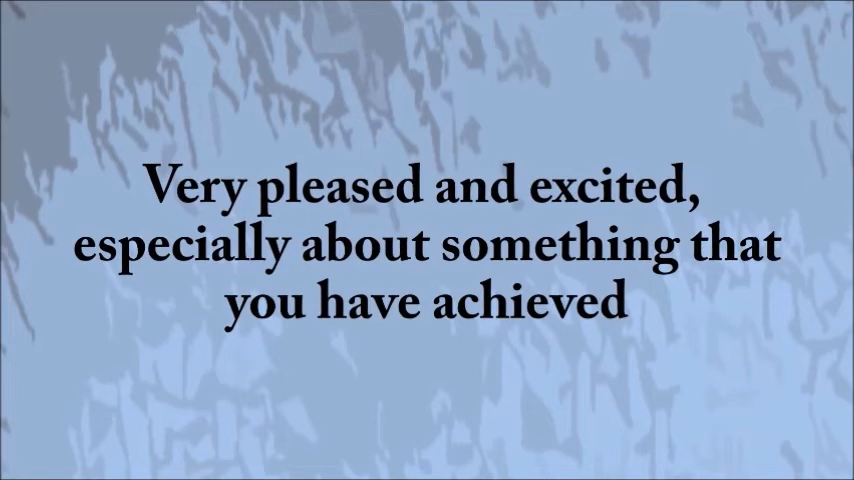 Very pleased and excited,
especially about something that
you have achieved